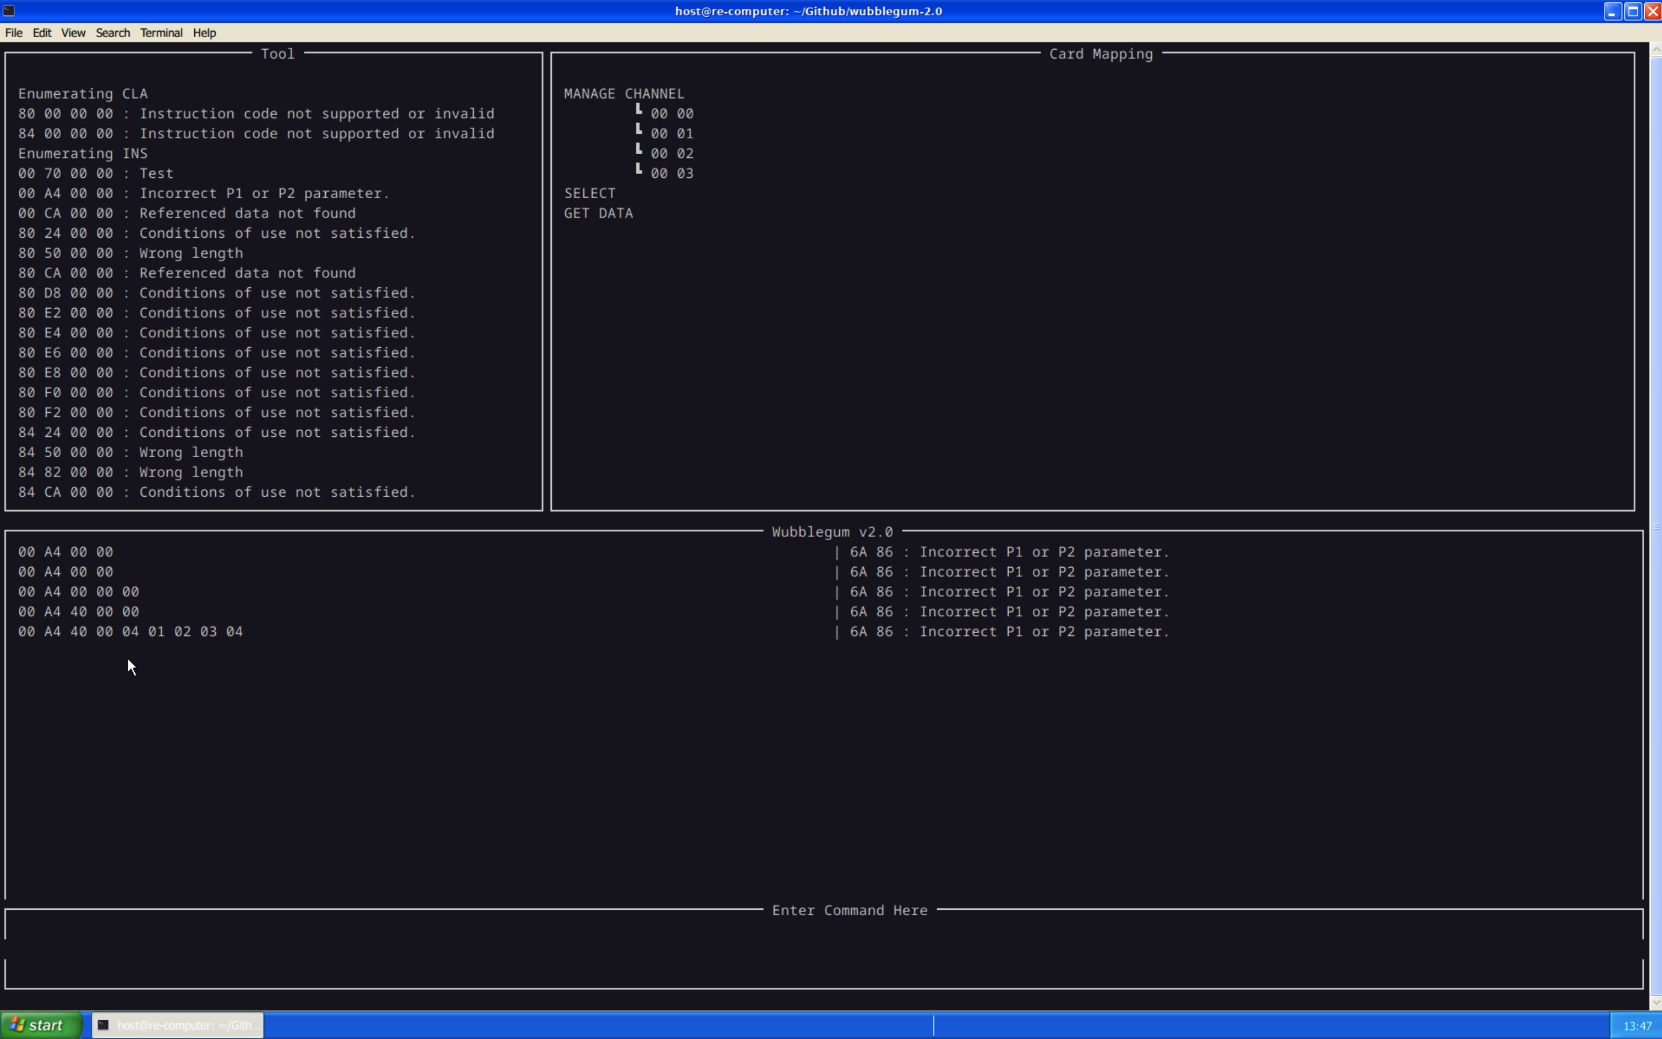 host@re-computer: ~/Github/wubblegum-2.0
File Edit View Search Terminal Help
Tool
Enumerating CLA
80 00 00 00 : Instruction code not supported or invalid
84 00 00 00 : Instruction code not supported or invalid
Enumerating INS
00 70 00 00 : Test
00 A4 00 00 : Incorrect P1 or P2 parameter.
00 CA 00 00 : Referenced data not found
80 24 00 00 : Conditions of use not satisfied.
80 50 00 00 : Wrong length
80 CA 00 00 : Referenced data not found
80 D8 00 00 : Conditions of use not satisfied.
80 E2 00 00 : Conditions of use not satisfied.
80 E4 00 00 : Conditions of use not satisfied.
80 E6 00 00 : Conditions of use not satisfied.
80 E8 00 00 : Conditions of use not satisfied.
80 F0 00 00 : Conditions of use not satisfied.
80 F2 00 00 : Conditions of use not satisfied.
84 24 00 00 : Conditions of use not satisfied.
84 50 00 00 : Wrong length
84 82 00 00 : Wrong length
84 CA 00 00 : Conditions of use not satisfied.
Card Mapping
MANAGE CHANNEL
┗ 00 00
┗ 00 01
┗ 00 02
┗ 00 03
SELECT
GET DATA
Wubblegum v2.0
00 A4 00 00 | 6A 86 : Incorrect P1 or P2 parameter.
00 A4 00 00 | 6A 86 : Incorrect P1 or P2 parameter.
00 A4 00 00 00 | 6A 86 : Incorrect P1 or P2 parameter.
00 A4 40 00 00 | 6A 86 : Incorrect P1 or P2 parameter.
00 A4 40 00 04 01 02 03 04 | 6A 86 : Incorrect P1 or P2 parameter.
Enter Command Here
start
host@re-computer: ~/Gith
13:47